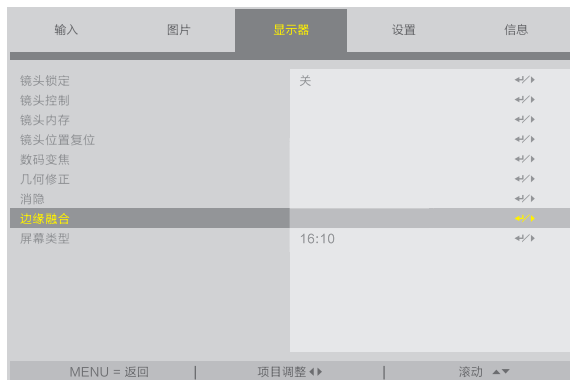 输入 图片 显示器 设置 信息
镜头锁定 关
镜头控制
镜头内存
镜头位置复位
数码变焦
几何修正
消隐
边缘融合
屏幕类型 16:10
MENU = 返回 | 项目调整 | 滚动